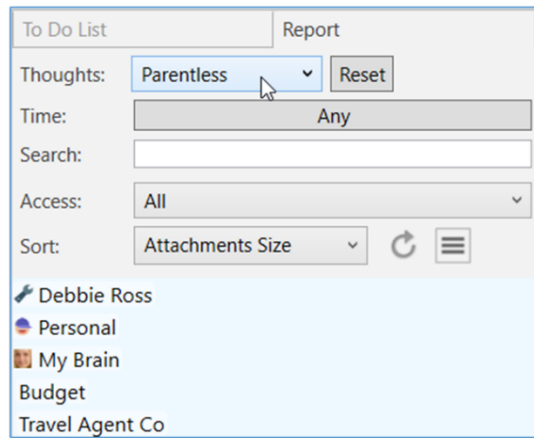 To Do List Report
Thoughts: Parentless Reset
Time: Any
Search:
Access: All
Sort: Attachments Size
Debbie Ross
Personal
My Brain
Budget
Travel Agent Co